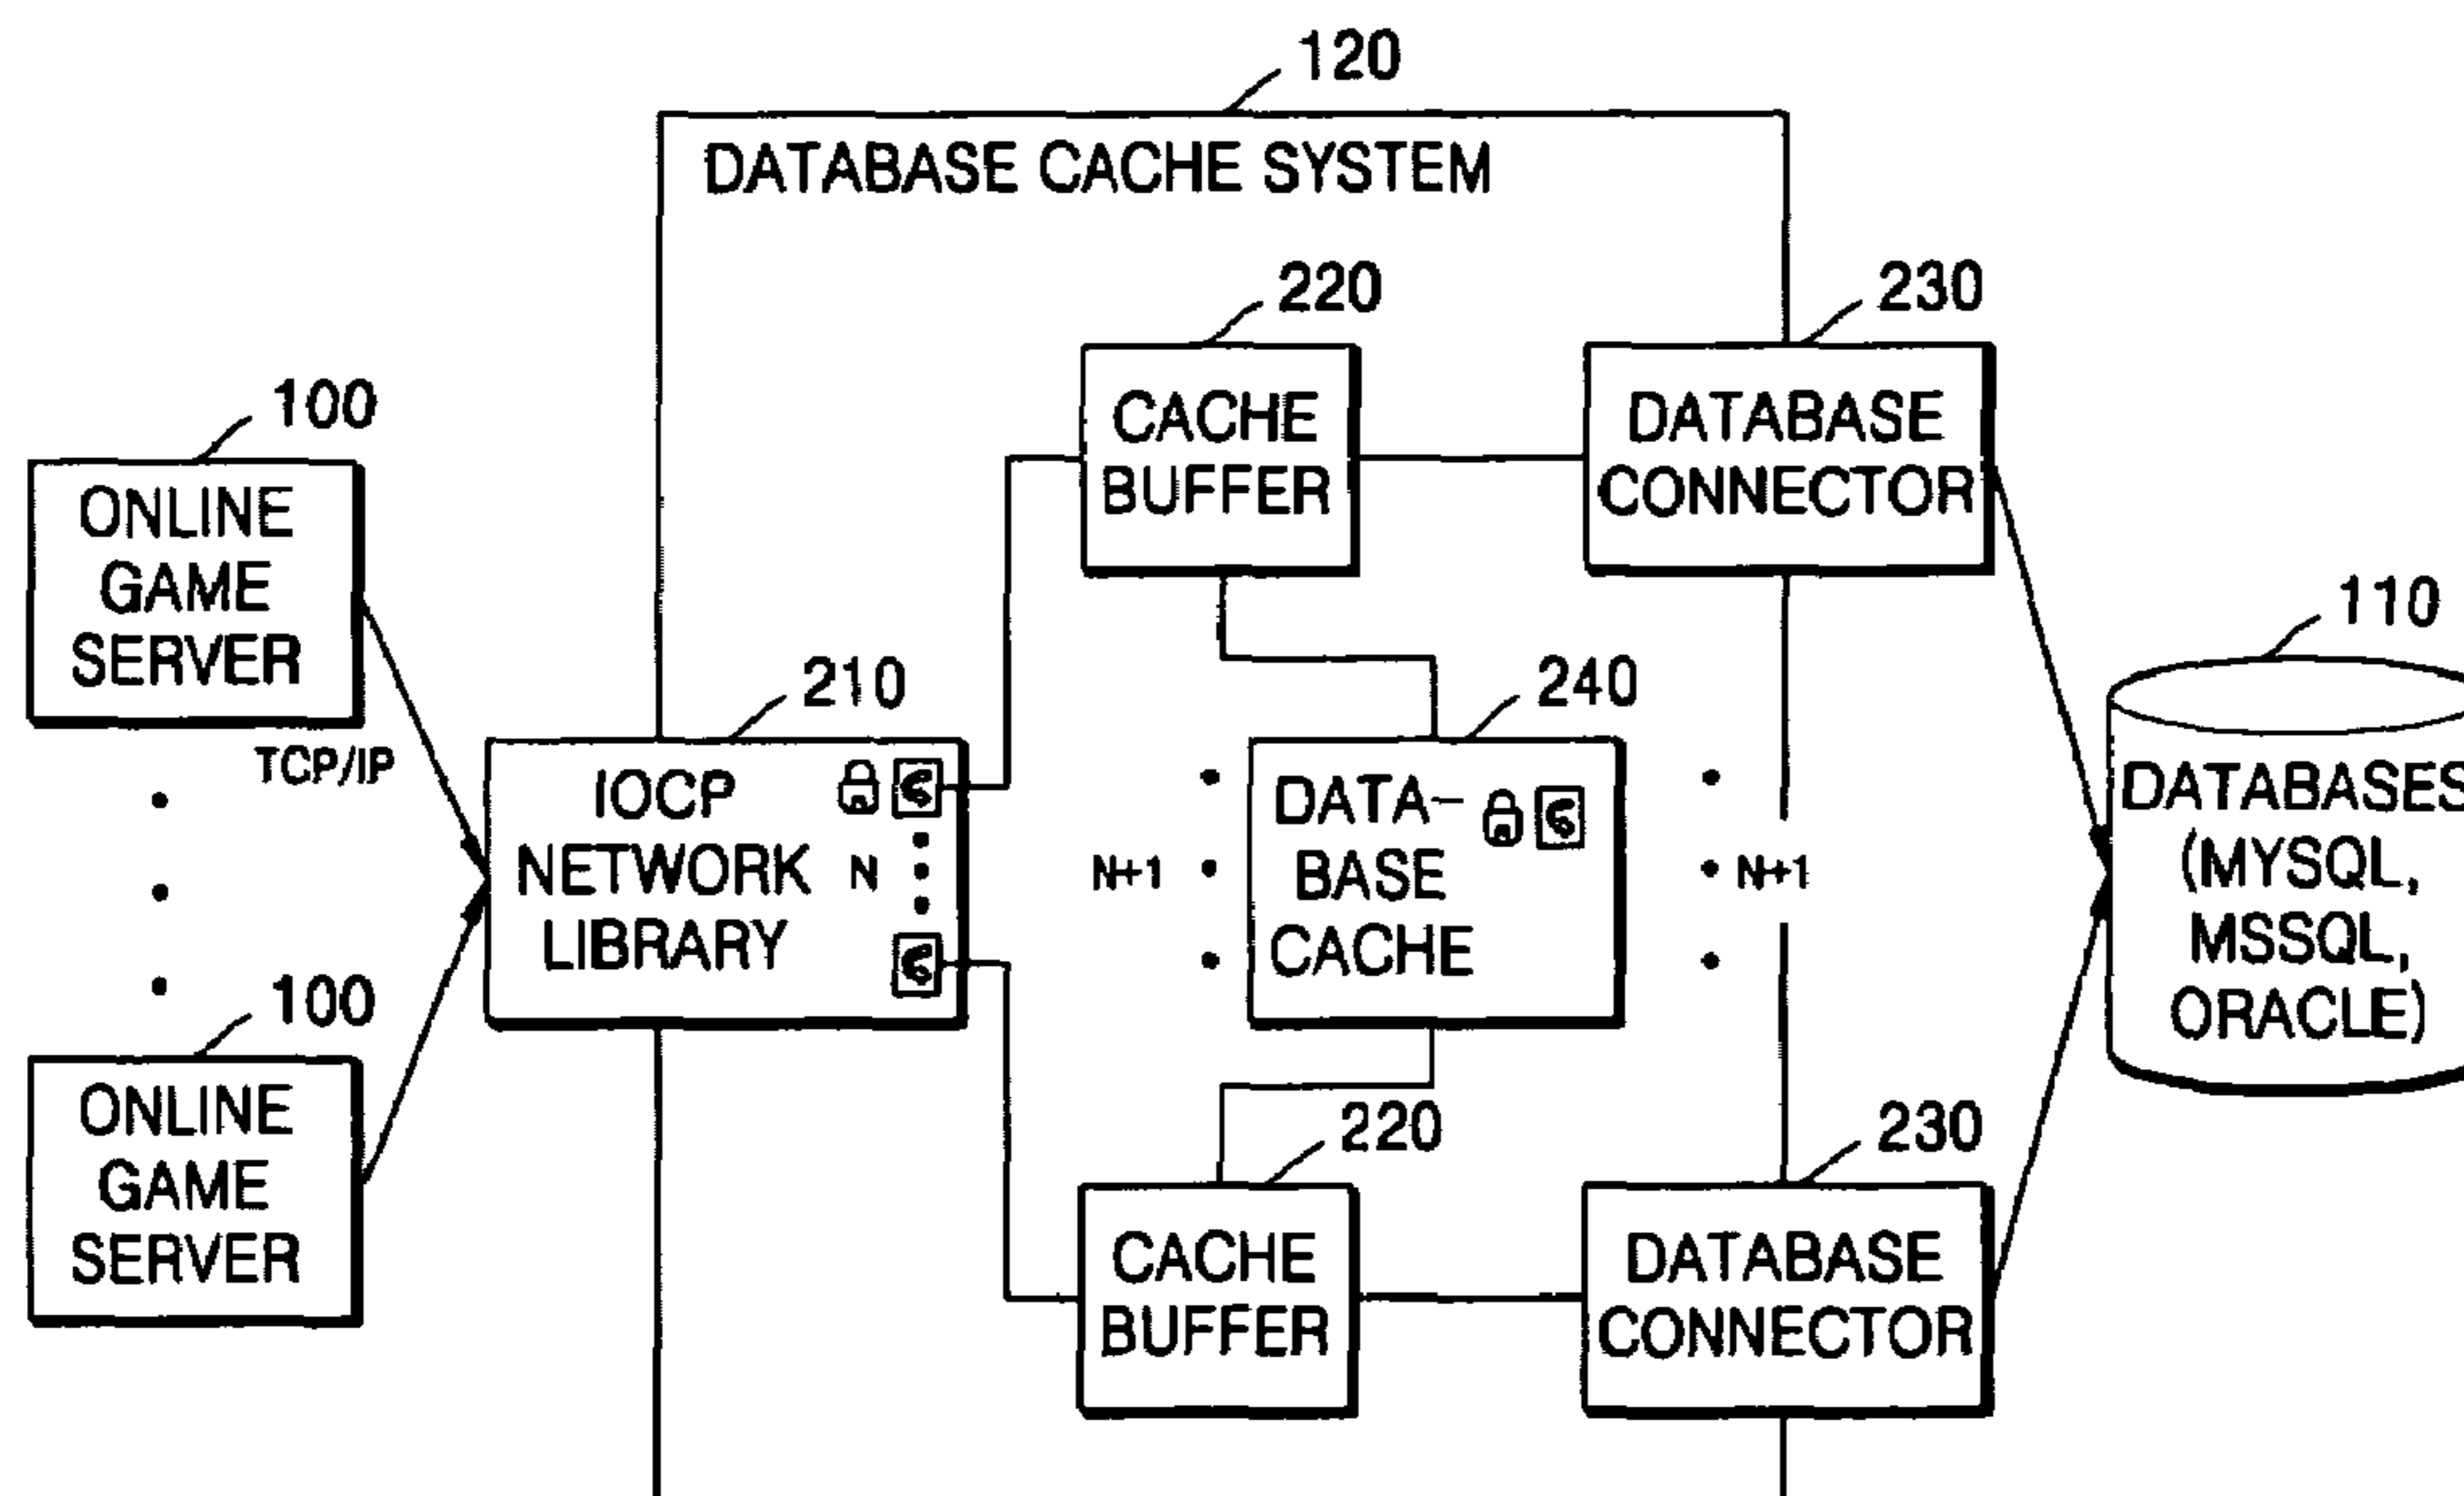 120
DATABASE CACHE SYSTEM
220
230
CACHE
BUFFER
DATABASE
CONNECTOR
100
ONLINE
GAME
SERVER
TCP/IP
210
IOCP
NETWORK
LIBRARY
N
N+1
240
DATA-
BASE
CACHE
N+1
110
DATABASES
(MYSQL,
MSSQL,
ORACLE)
100
ONLINE
GAME
SERVER
220
CACHE
BUFFER
230
DATABASE
CONNECTOR